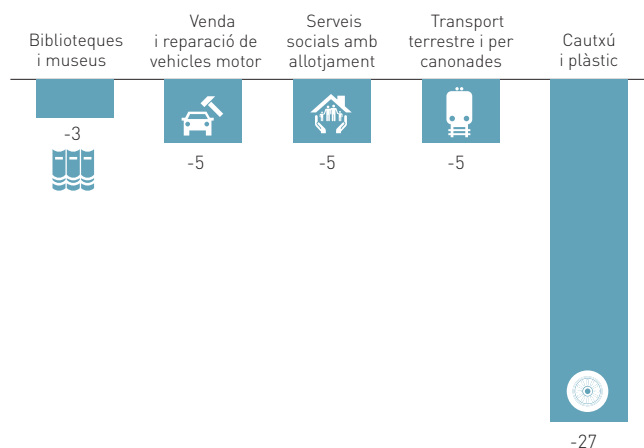 Biblioteques
i museus
Venda
i reparació de
vehicles motor
Serveis
socials amb
allotjament
Transport
terrestre i per
canonades
Cautxú
i plàstic
-3
-5
-5
-5
-27